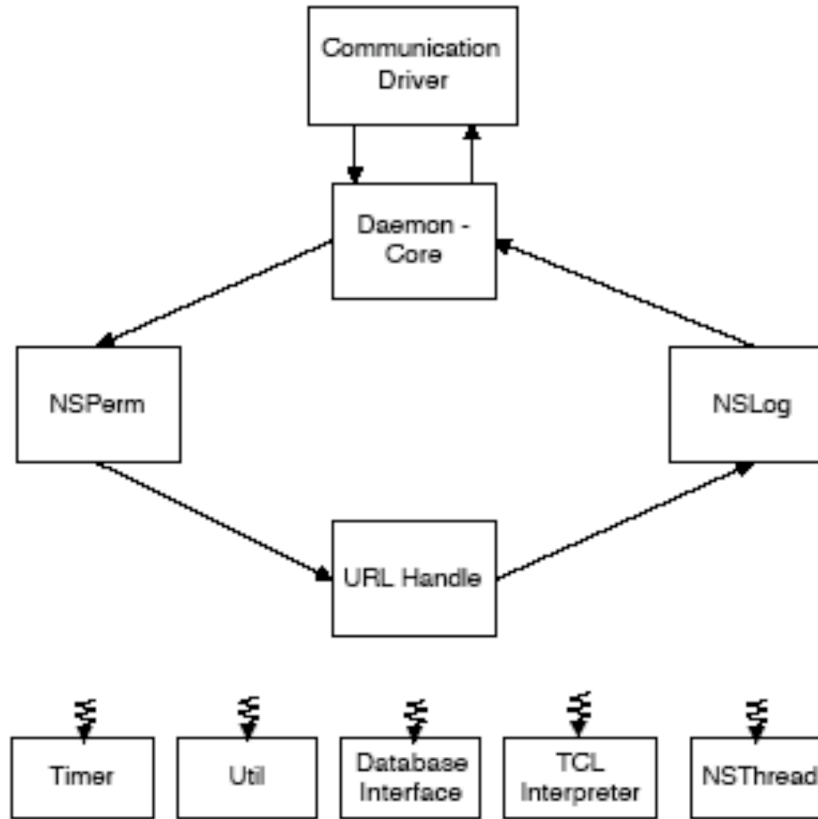 Communication
Driver
Daemon -
Core
NSPerm
NSLog
URL Handle
Timer
Util
Database
Interface
TCL
Interpreter
NSThread